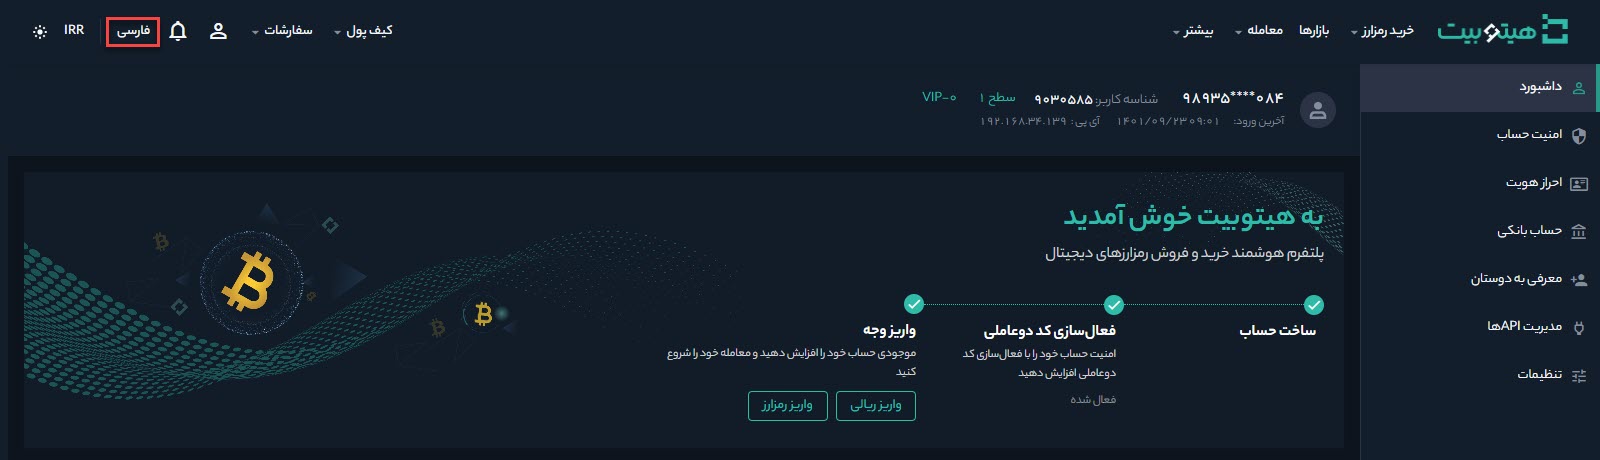 هیتوبیت
خرید رمزارز
بازارها
معامله
بیشتر
کیف پول
سفارشات
فارسی
IRR
داشبورد
امنیت حساب
احراز هویت
حساب بانکی
معرفی به دوستان
مدیریت APIها
تنظیمات
۹۸۹۳۵****۰۸۴ شناسه کاربر: ۹۰۳۰۵۸۵ سطح ۱ VIP-۰
آخرین ورود: ۱۴۰۱/۰۹/۲۳ ۰۹:۰۱ آی پی: ۱۹۲.۱۶۸.۳۴.۱۳۹
به هیتوبیت خوش آمدید
پلتفرم هوشمند خرید و فروش رمزارزهای دیجیتال
ساخت حساب
فعال‌سازی کد دوعاملی
امنیت حساب خود را با فعال‌سازی کد
دوعاملی افزایش دهید
فعال شده
واریز وجه
موجودی حساب خود را افزایش دهید و معامله خود را شروع
کنید
واریز ریالی
واریز رمزارز